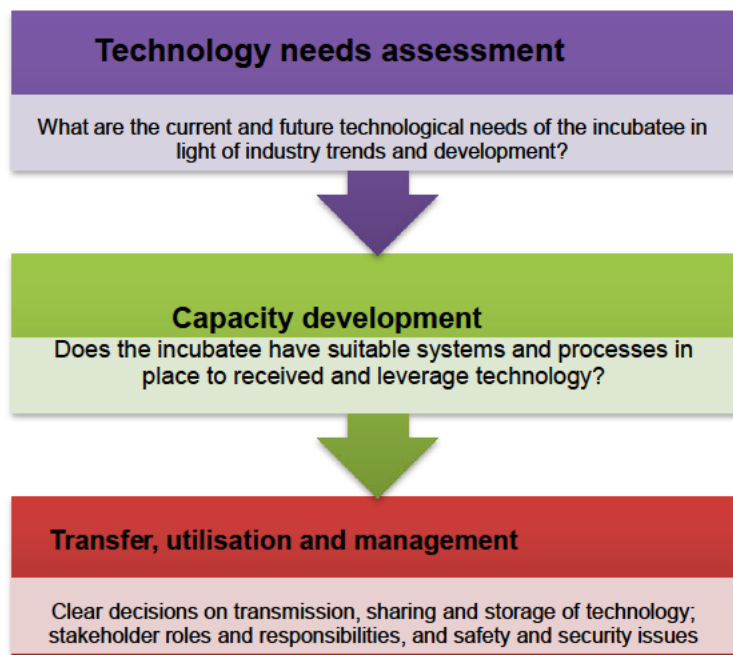 Technology needs assessment
What are the current and future technological needs of the incubatee in
light of industry trends and development?
Capacity development
Does the incubatee have suitable systems and processes in
place to received and leverage technology?
Transfer, utilisation and management
Clear decisions on transmission, sharing and storage of technology;
stakeholder roles and responsibilities, and safety and security issues